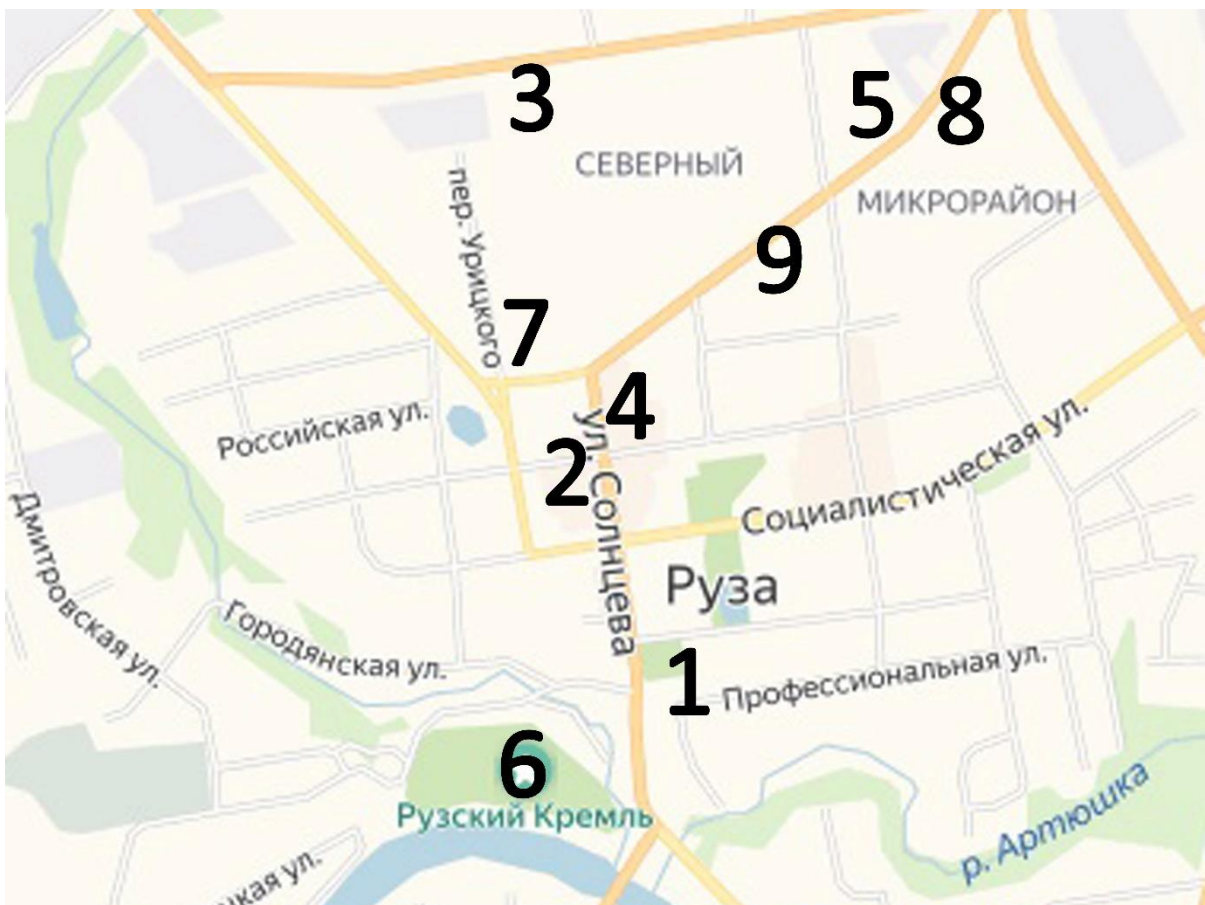 3
5
8
СЕВЕРНЫЙ
МИКРОРАЙОН
пер. Урицкого
9
7
4
Российская ул.
2
ул. Солнцева
Социалистическая ул.
Дмитровская ул.
Руза
Городянская ул.
1
Профессиональная ул.
6
Рузский Кремль
р. Артюшка
ул.